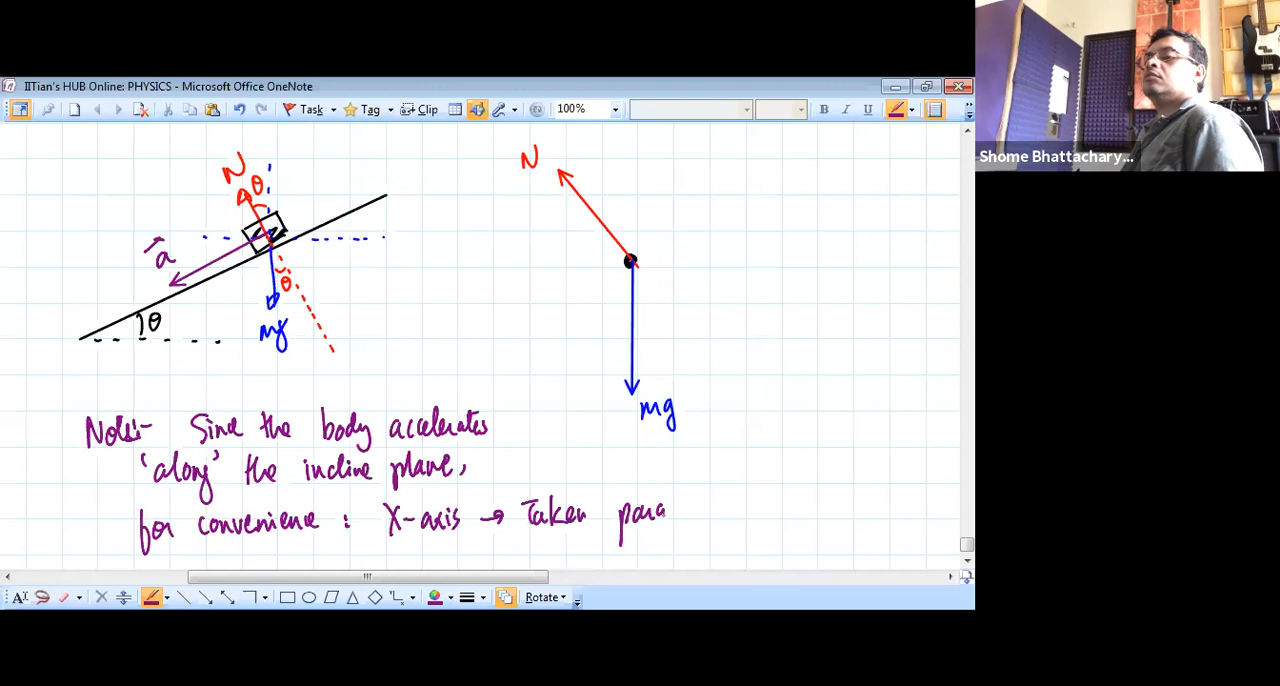 IITian's HUB Online: PHYSICS - Microsoft Office OneNote
Task Tag Clip 100% B I U
N
θ
a
θ
θ
mg
N
mg
Note:- Since the body accelerates
'along' the incline plane,
for convenience : X-axis → Taken para
Rotate
Shome Bhattachary...